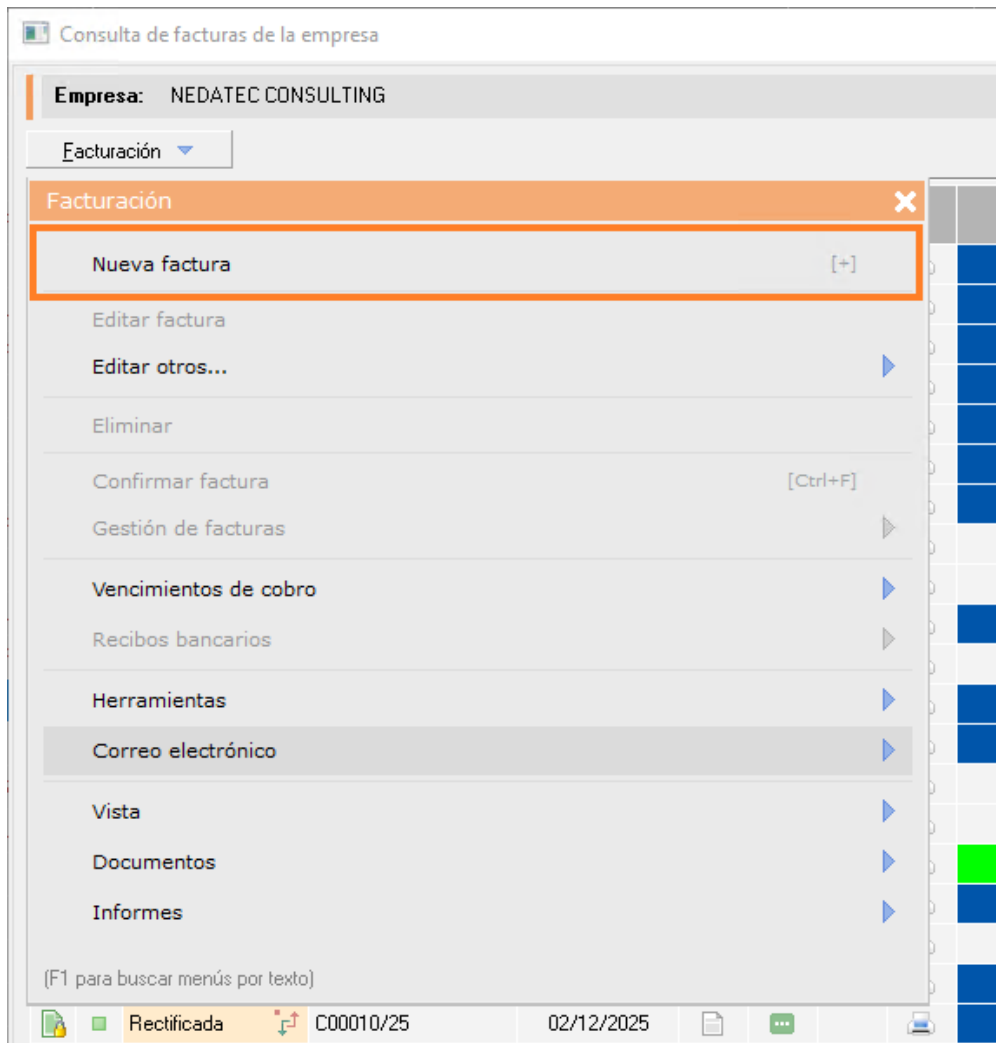 Consulta de facturas de la empresa
Empresa: NEDATEC CONSULTING
Facturación
Facturación
Nueva factura [+]
Editar factura
Editar otros...
Eliminar
Confirmar factura [Ctrl+F]
Gestión de facturas
Vencimientos de cobro
Recibos bancarios
Herramientas
Correo electrónico
Vista
Documentos
Informes
(F1 para buscar menús por texto)
Rectificada C00010/25 02/12/2025